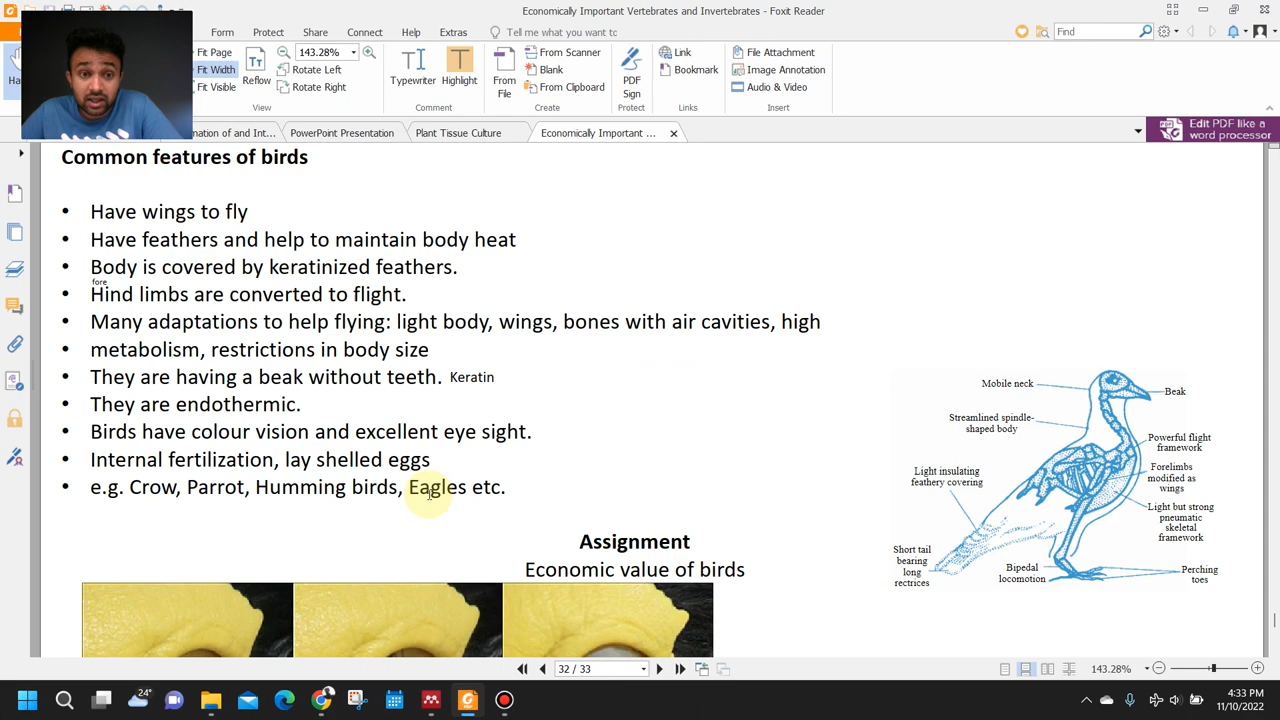 Economically Important Vertebrates and Invertebrates - Foxit Reader
Form Protect Share Connect Help Extras Tell me what you want to do... Find
Fit Page 143.28% From Scanner Link File Attachment
Fit Width Reflow Rotate Left Typewriter Highlight From File Blank PDF Sign Bookmark Image Annotation
Fit Visible Rotate Right From Clipboard Audio & Video
View Comment Create Protect Links Insert
PowerPoint Presentation Plant Tissue Culture Economically Important ... Edit PDF like a word processor
Common features of birds
• Have wings to fly
• Have feathers and help to maintain body heat
• Body is covered by keratinized feathers.
fore
• Hind limbs are converted to flight.
• Many adaptations to help flying: light body, wings, bones with air cavities, high
• metabolism, restrictions in body size
• They are having a beak without teeth. Keratin
• They are endothermic.
• Birds have colour vision and excellent eye sight.
• Internal fertilization, lay shelled eggs
• e.g. Crow, Parrot, Humming birds, Eagles etc.
Mobile neck
Beak
Streamlined spindle-
shaped body
Powerful flight
framework
Light insulating
feathery covering
Forelimbs
modified as
wings
Light but strong
pneumatic
skeletal
framework
Short tail
bearing
long
rectrices
Bipedal
locomotion
Perching
toes
Assignment
Economic value of birds
32 / 33 143.28%
24° 4:33 PM
11/10/2022